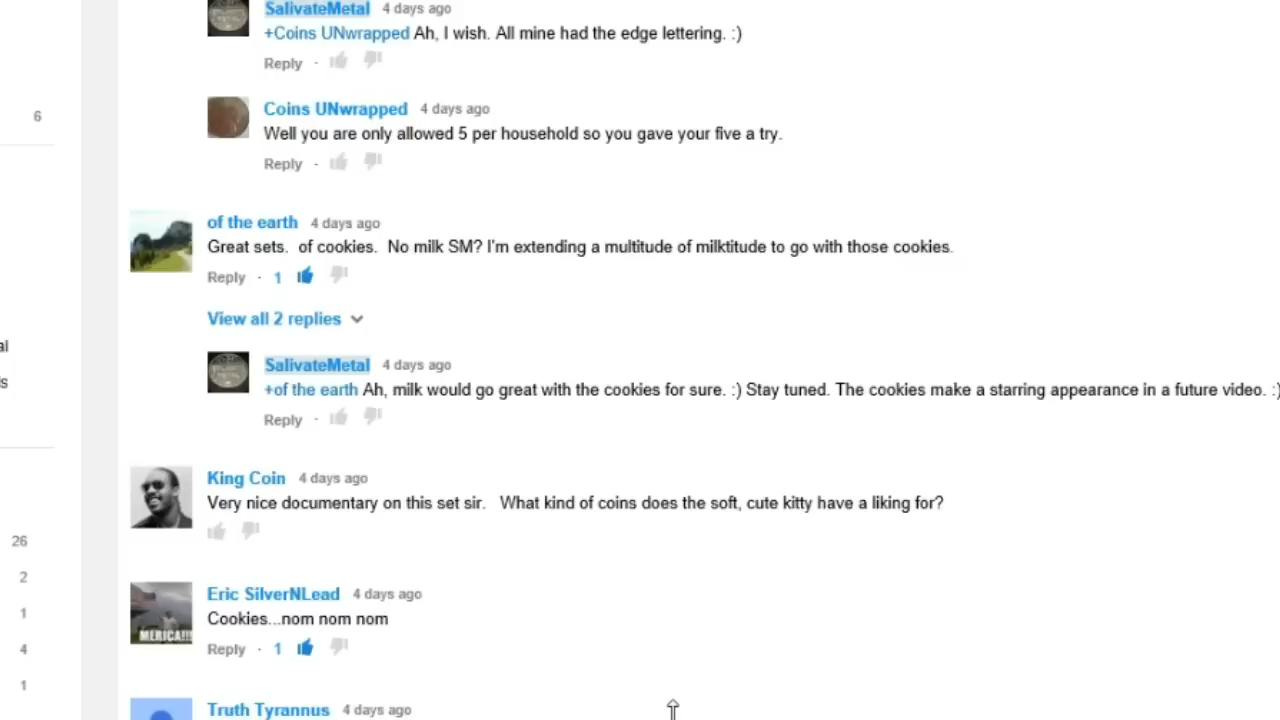 SalivateMetal 4 days ago
+Coins UNwrapped Ah, I wish. All mine had the edge lettering. :)
Reply ·
6
Coins UNwrapped 4 days ago
Well you are only allowed 5 per household so you gave your five a try.
Reply ·
of the earth 4 days ago
Great sets. of cookies. No milk SM? I'm extending a multitude of milktitude to go with those cookies.
Reply · 1
View all 2 replies
al
SalivateMetal 4 days ago
s
+of the earth Ah, milk would go great with the cookies for sure. :) Stay tuned. The cookies make a starring appearance in a future video. :)
Reply ·
King Coin 4 days ago
Very nice documentary on this set sir. What kind of coins does the soft, cute kitty have a liking for?
26
2
Eric SilverNLead 4 days ago
1
Cookies...nom nom nom
MERICA!!!
Reply · 1
4
1
Truth Tyrannus 4 days ago